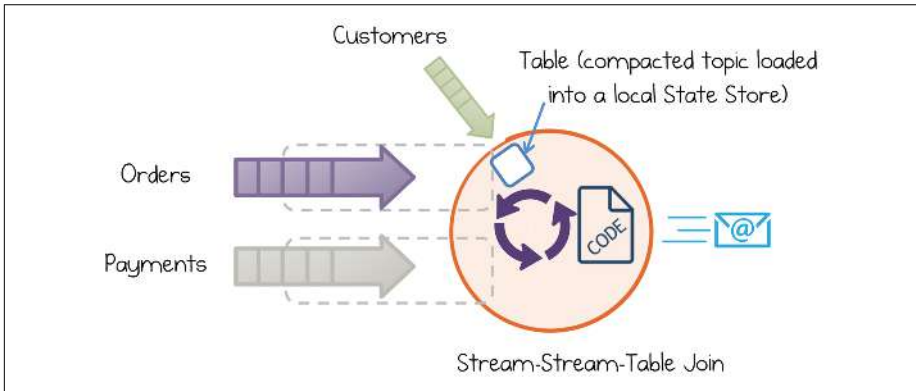 Customers
Table (compacted topic loaded
into a local State Store)
Orders
Payments
CODE
@
Stream-Stream-Table Join